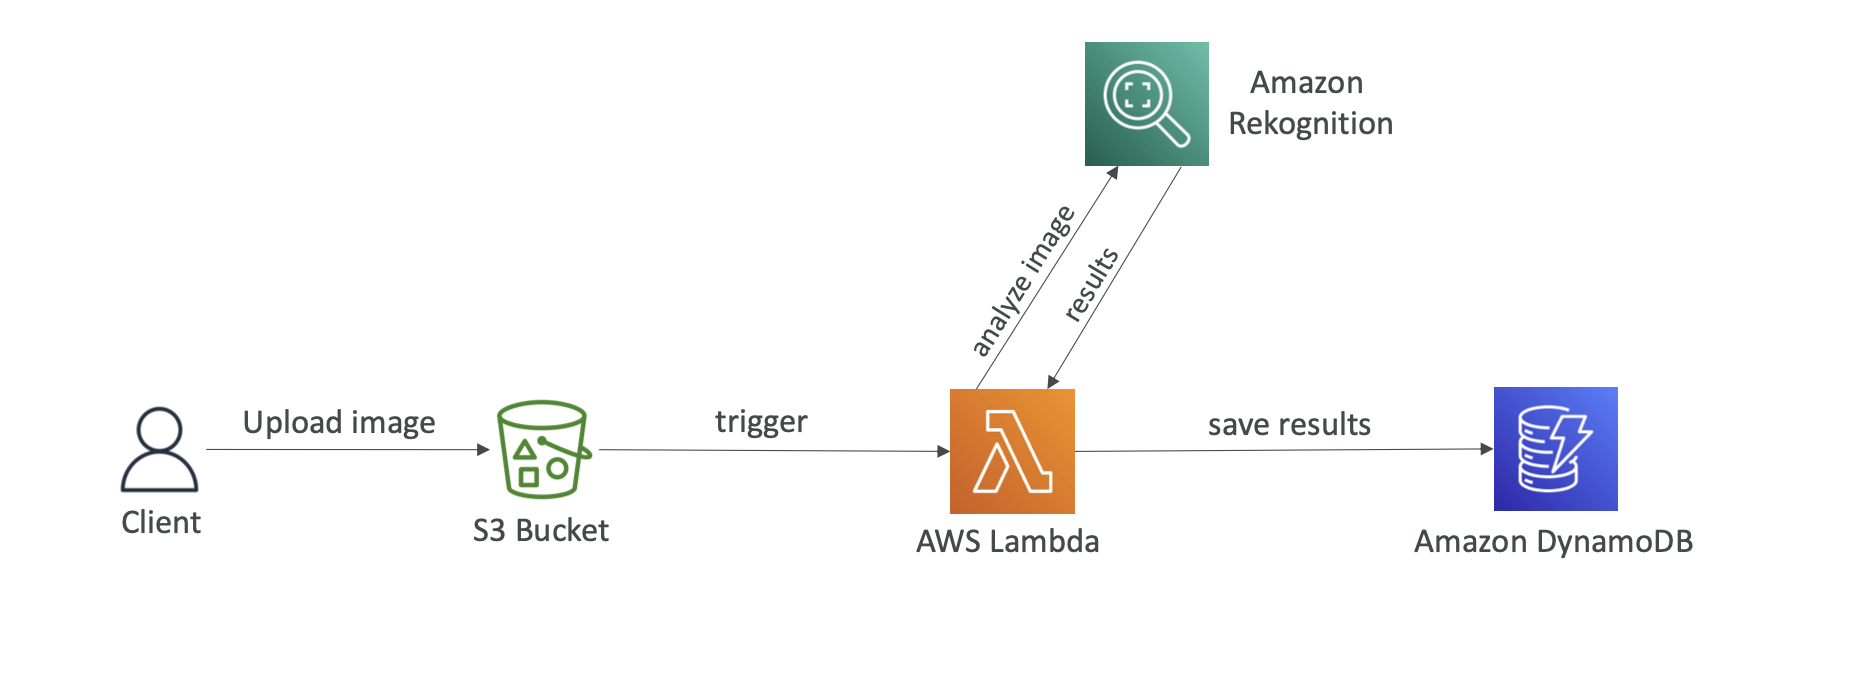 Amazon
Rekognition
analyze image
results
Upload image
trigger
save results
Client
S3 Bucket
AWS Lambda
Amazon DynamoDB